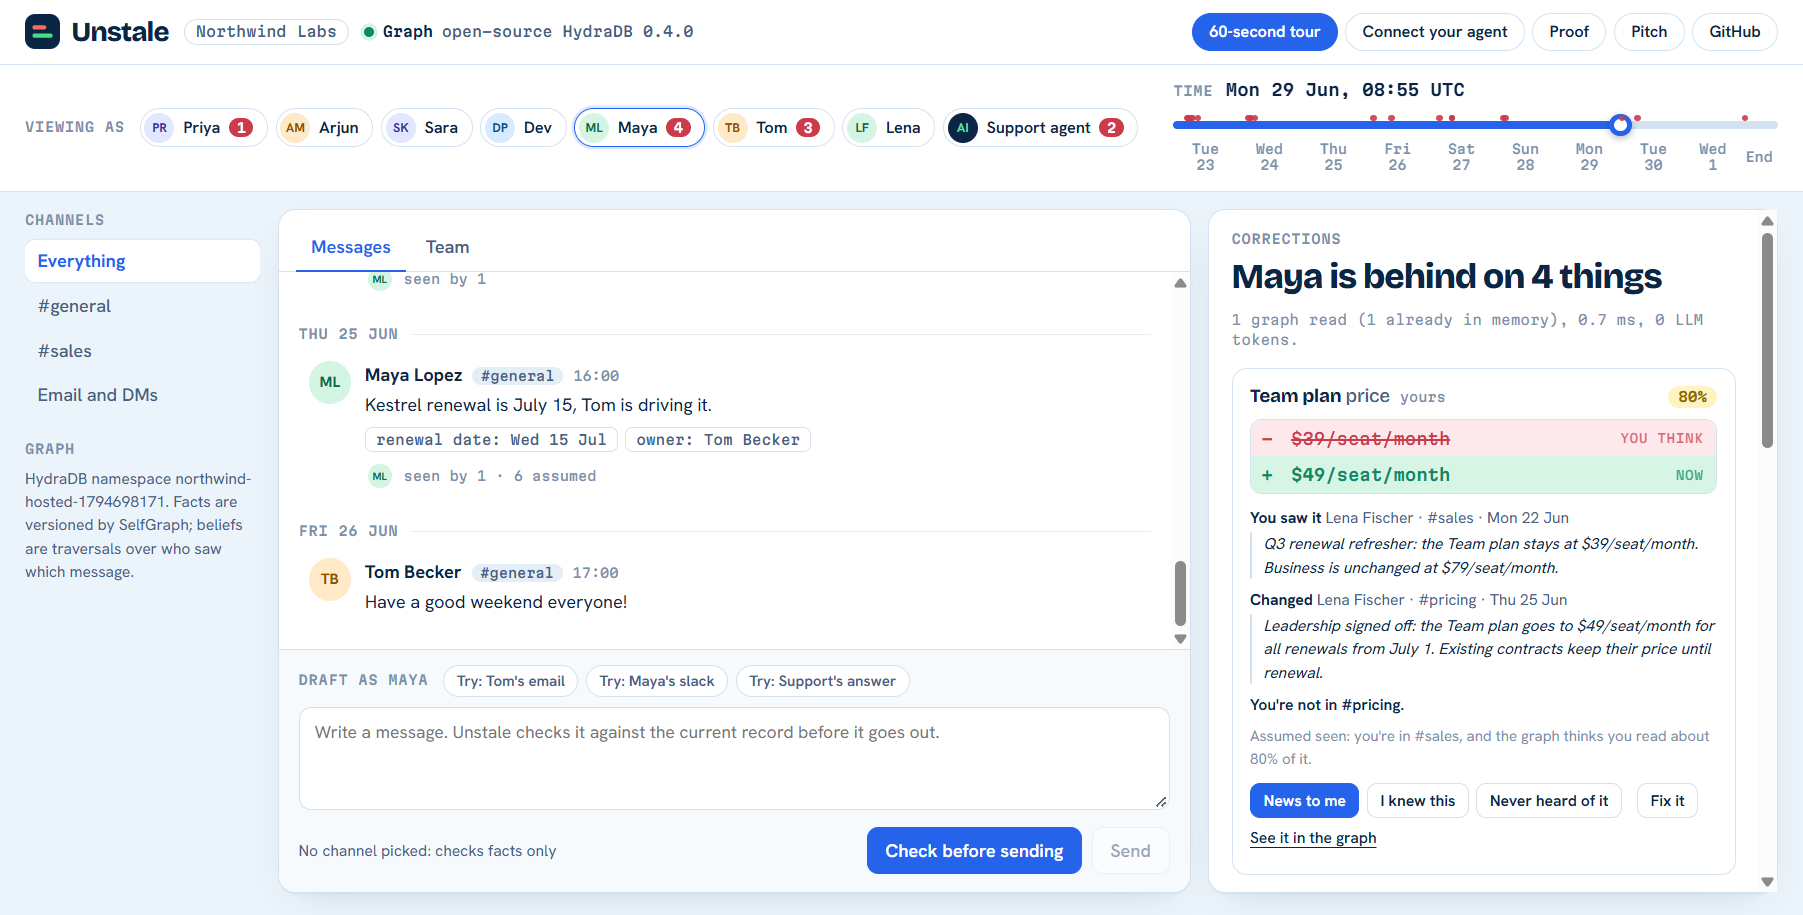 Unstale
Northwind Labs
Graph open-source HydraDB 0.4.0
60-second tour
Connect your agent
Proof
Pitch
GitHub
VIEWING AS
PR Priya 1
AM Arjun
SK Sara
DP Dev
ML Maya 4
TB Tom 3
LF Lena
AI Support agent 2
TIME Mon 29 Jun, 08:55 UTC
Tue 23
Wed 24
Thu 25
Fri 26
Sat 27
Sun 28
Mon 29
Tue 30
Wed 1
End
CHANNELS
Everything
#general
#sales
Email and DMs
GRAPH
HydraDB namespace northwind-
hosted-1794698171. Facts are
versioned by SelfGraph; beliefs
are traversals over who saw
which message.
Messages
Team
ML seen by 1
THU 25 JUN
ML
Maya Lopez #general 16:00
Kestrel renewal is July 15, Tom is driving it.
renewal date: Wed 15 Jul
owner: Tom Becker
ML seen by 1 · 6 assumed
FRI 26 JUN
TB
Tom Becker #general 17:00
Have a good weekend everyone!
DRAFT AS MAYA
Try: Tom's email
Try: Maya's slack
Try: Support's answer
Write a message. Unstale checks it against the current record before it goes out.
No channel picked: checks facts only
Check before sending
Send
CORRECTIONS
Maya is behind on 4 things
1 graph read (1 already in memory), 0.7 ms, 0 LLM
tokens.
Team plan price yours 80%
− $39/seat/month YOU THINK
+ $49/seat/month NOW
You saw it Lena Fischer · #sales · Mon 22 Jun
Q3 renewal refresher: the Team plan stays at $39/seat/month.
Business is unchanged at $79/seat/month.
Changed Lena Fischer · #pricing · Thu 25 Jun
Leadership signed off: the Team plan goes to $49/seat/month for
all renewals from July 1. Existing contracts keep their price until
renewal.
You're not in #pricing.
Assumed seen: you're in #sales, and the graph thinks you read about
80% of it.
News to me
I knew this
Never heard of it
Fix it
See it in the graph